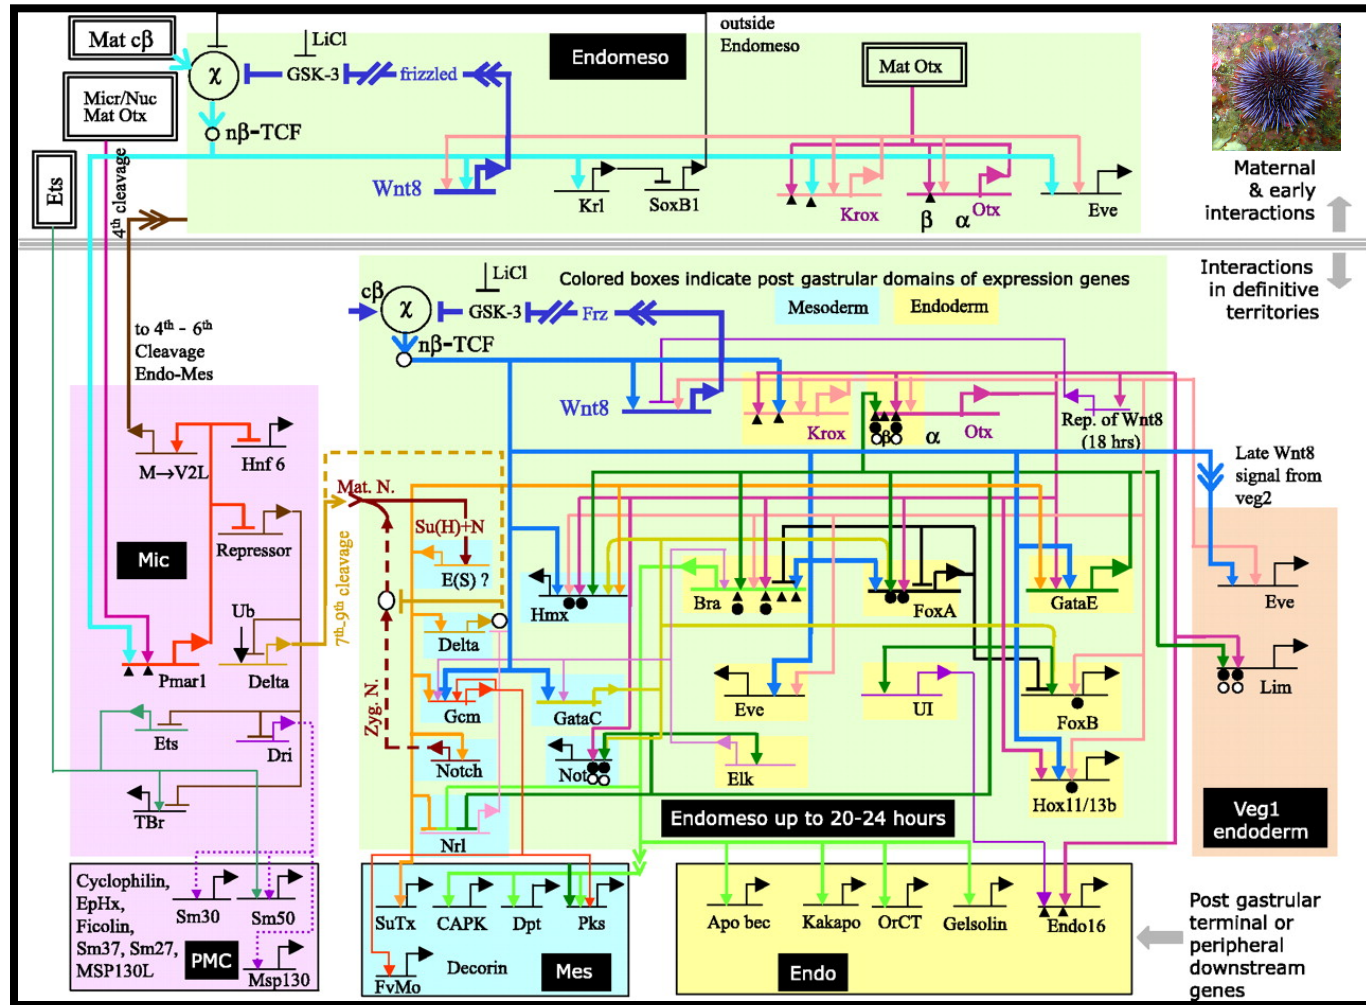 Mat cβ
Micr/Nuc
Mat Otx
Ets
4th cleavage
χ
LiCl
GSK-3
frizzled
nβ-TCF
Endomeso
outside
Endomeso
Mat Otx
Wnt8
Krl
SoxB1
Krox
β
α
Otx
Eve
Maternal
& early
interactions
Interactions
in definitive
territories
Colored boxes indicate post gastrular domains of expression genes
Mesoderm
Endoderm
cβ
χ
LiCl
GSK-3
Frz
nβ-TCF
Wnt8
Krox
β
α
Otx
Rep. of Wnt8
(18 hrs)
Late Wnt8
signal from
veg2
to 4th - 6th
Cleavage
Endo-Mes
M→V2L
Hnf 6
Repressor
Mic
Ub
Pmar1
Delta
Ets
Dri
TBr
7th-9th cleavage
Mat. N.
Su(H)+N
E(S) ?
Delta
Zyg. N.
Gcm
GataC
Notch
Not
Nrl
Hmx
Bra
FoxA
GataE
Eve
UI
FoxB
Elk
Hox11/13b
Endomeso up to 20-24 hours
Eve
Lim
Veg1
endoderm
Cyclophilin,
EpHx,
Ficolin,
Sm37, Sm27,
MSP130L
PMC
Sm30
Sm50
Msp130
SuTx
CAPK
Dpt
Pks
FvMo
Decorin
Mes
Apo bec
Kakapo
OrCT
Gelsolin
Endo16
Endo
Post gastrular
terminal or
peripheral
downstream
genes